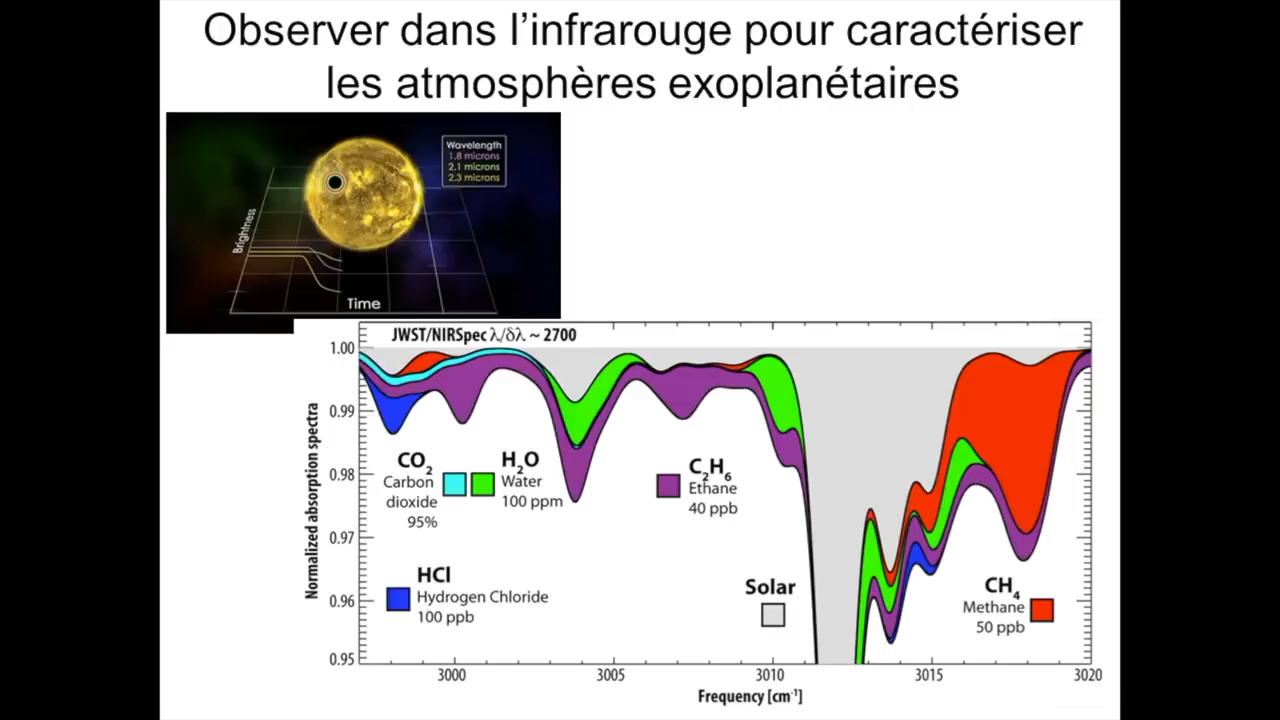 Observer dans l'infrarouge pour caractériser
les atmosphères exoplanétaires
Wavelength
1.8 microns
2.1 microns
2.3 microns
Brightness
Time
JWST/NIRSpec λ/δλ ~ 2700
1.00
0.99
0.98
0.97
0.96
0.95
Normalized absorption spectra
CO₂
Carbon
dioxide
95%
H₂O
Water
100 ppm
C₂H₆
Ethane
40 ppb
HCl
Hydrogen Chloride
100 ppb
Solar
CH₄
Methane
50 ppb
3000
3005
3010
3015
3020
Frequency [cm⁻¹]